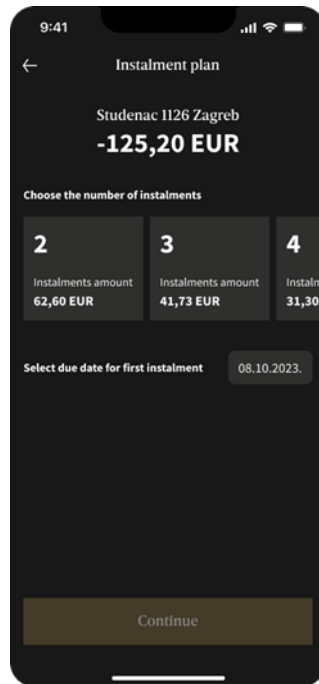 9:41
Instalment plan
Studenac 1126 Zagreb
-125,20 EUR
Choose the number of instalments
2
3
4
Instalments amount
Instalments amount
62,60 EUR
41,73 EUR
31,30
Select due date for first instalment
08.10.2023.
Continue